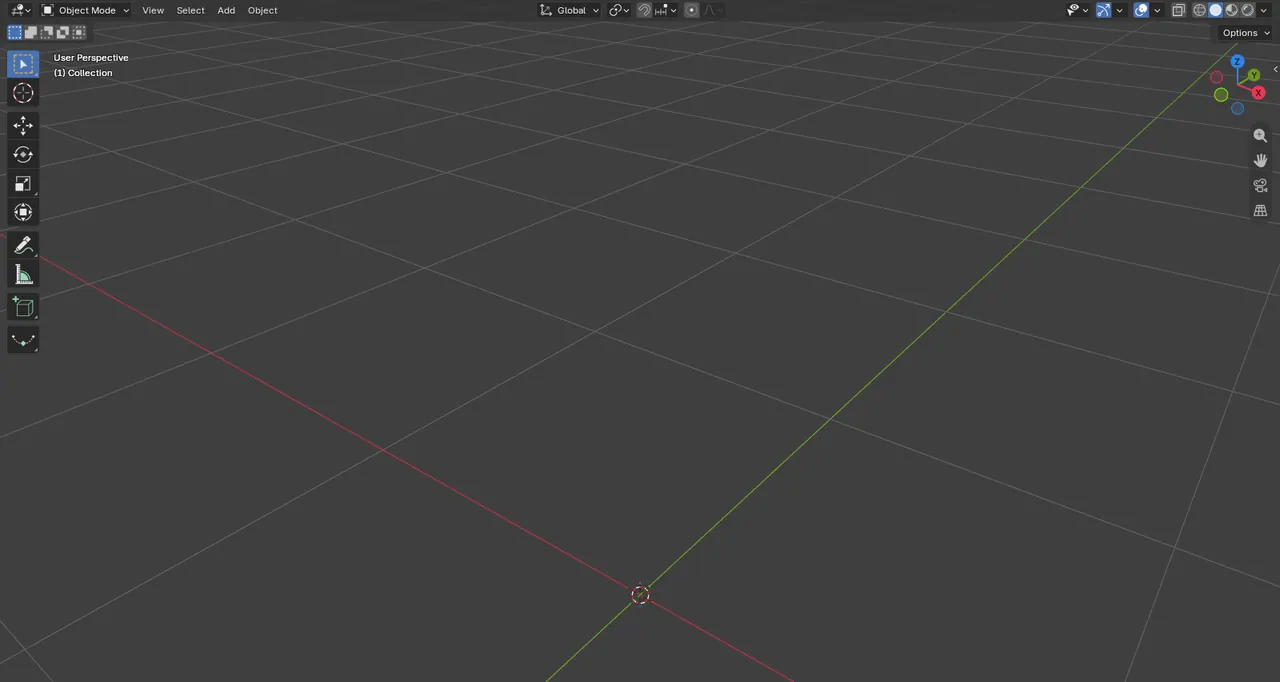 Object Mode View Select Add Object Global
Options
User Perspective
(1) Collection
Z
Y
X